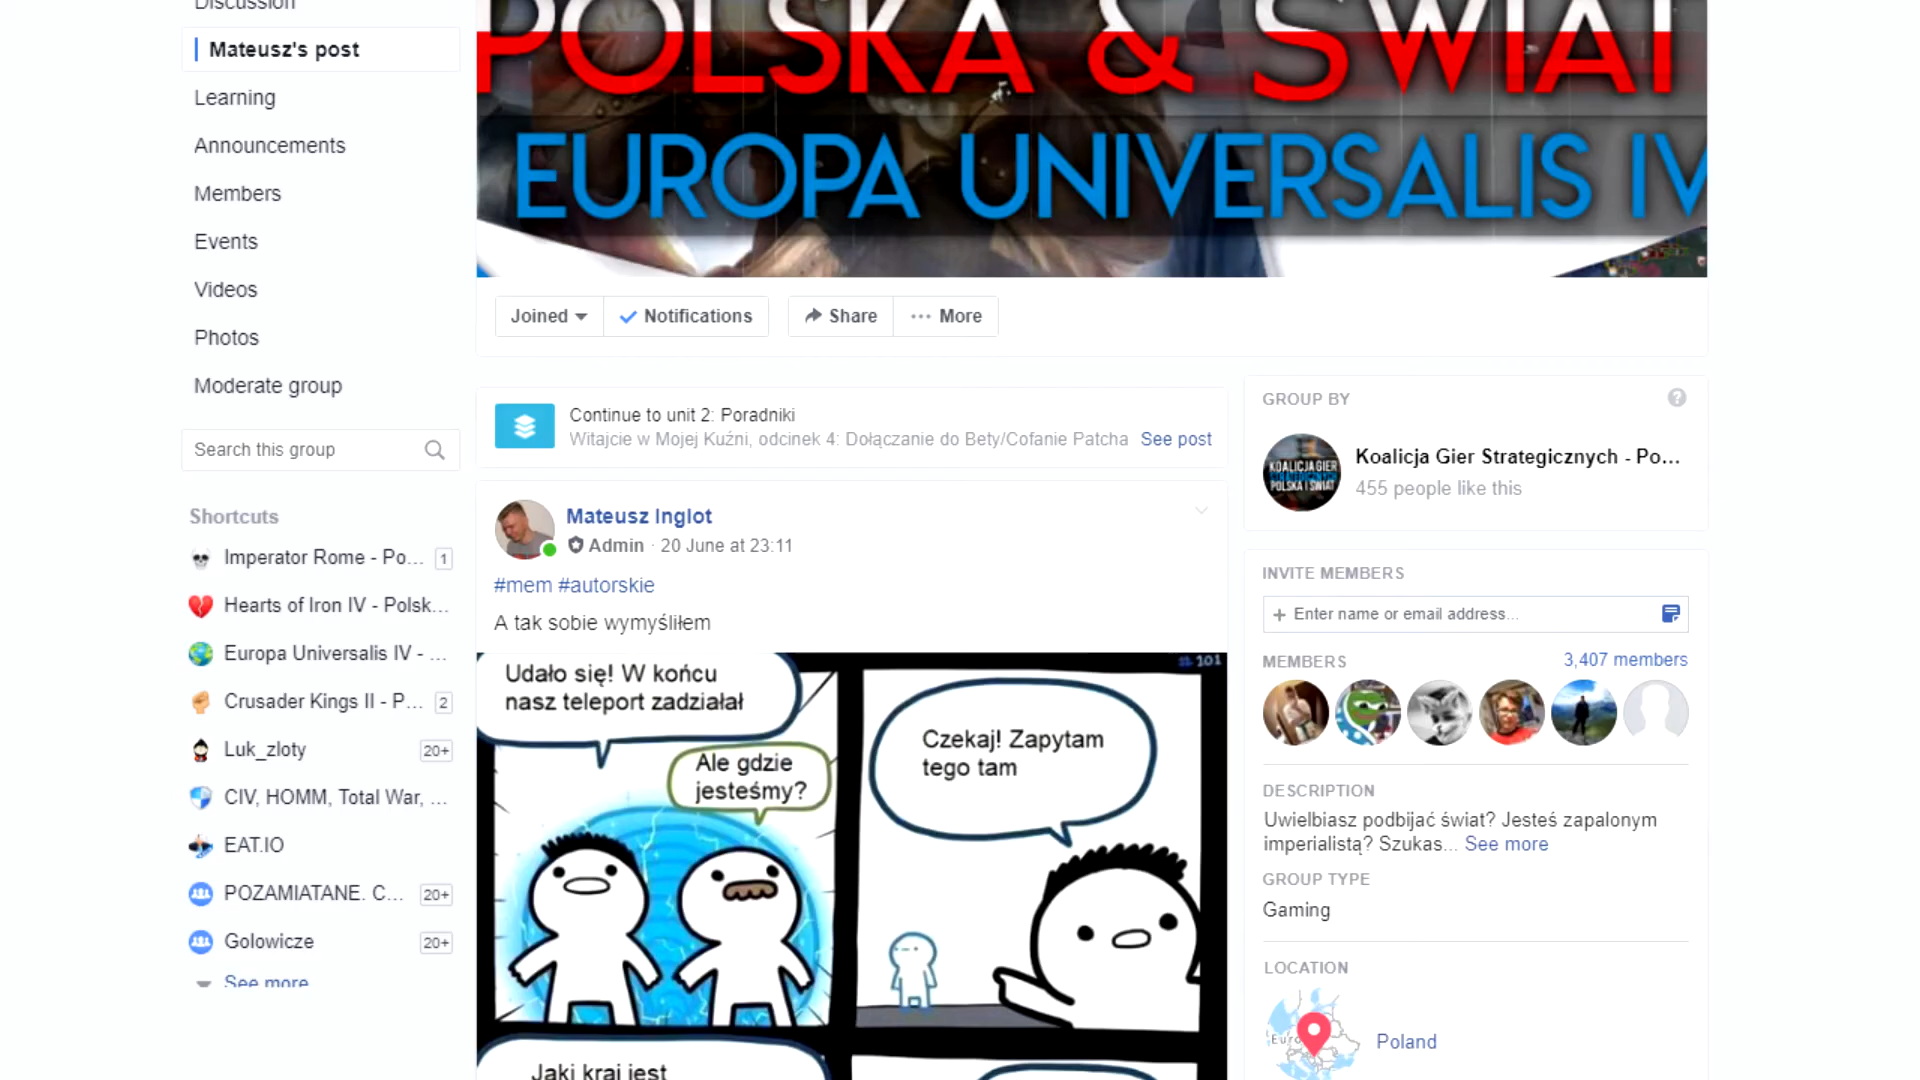 Discussion
Mateusz's post
Learning
Announcements
Members
Events
Videos
Photos
Moderate group
Search this group
Shortcuts
Imperator Rome - Po... 1
Hearts of Iron IV - Polsk...
Europa Universalis IV - ...
Crusader Kings II - P... 2
Luk_zloty 20+
CIV, HOMM, Total War, ...
EAT.IO
POZAMIATANE. C... 20+
Golowicze 20+
See more
POLSKA & ŚWIAT
EUROPA UNIVERSALIS IV
Joined
Notifications
Share
··· More
Continue to unit 2: Poradniki
Witajcie w Mojej Kuźni, odcinek 4: Dołączanie do Bety/Cofanie Patcha See post
Mateusz Inglot
Admin · 20 June at 23:11
#mem #autorskie
A tak sobie wymyśliłem
Udało się! W końcu
nasz teleport zadziałał
Ale gdzie
jesteśmy?
Czekaj! Zapytam
tego tam
Jaki kraj jest
GROUP BY
KOALICJA GIER
STRATEGICZNYCH
POLSKA I ŚWIAT
Koalicja Gier Strategicznych - Po...
455 people like this
INVITE MEMBERS
+ Enter name or email address...
MEMBERS 3,407 members
DESCRIPTION
Uwielbiasz podbijać świat? Jesteś zapalonym
imperialistą? Szukas... See more
GROUP TYPE
Gaming
LOCATION
Poland